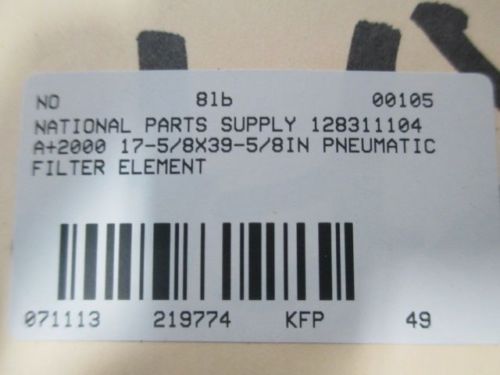 NO 8lb 00105
NATIONAL PARTS SUPPLY 128311104
A+2000 17-5/8X39-5/8IN PNEUMATIC
FILTER ELEMENT
071113 219774 KFP 49